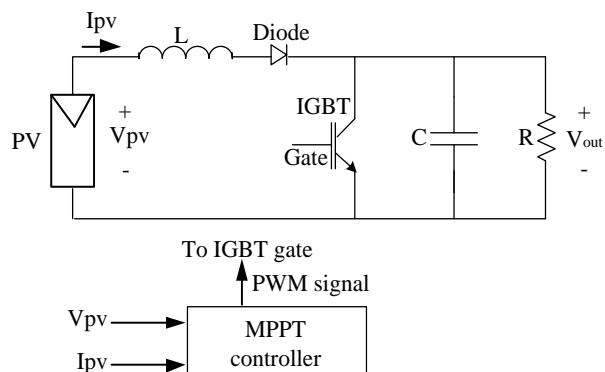 Ipv
L
Diode
IGBT
PV
+
Vpv
-
Gate
C
R
+
Vout
-
To IGBT gate
PWM signal
Vpv
MPPT
controller
Ipv